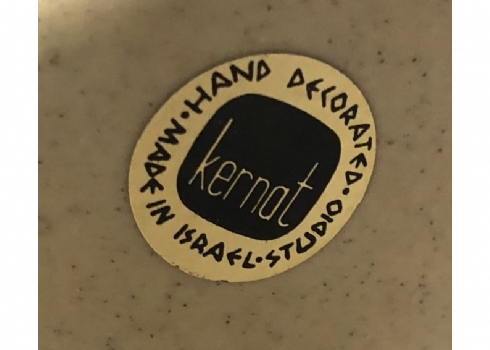 HAND DECORATED · MADE IN ISRAEL · STUDIO ·
kernat